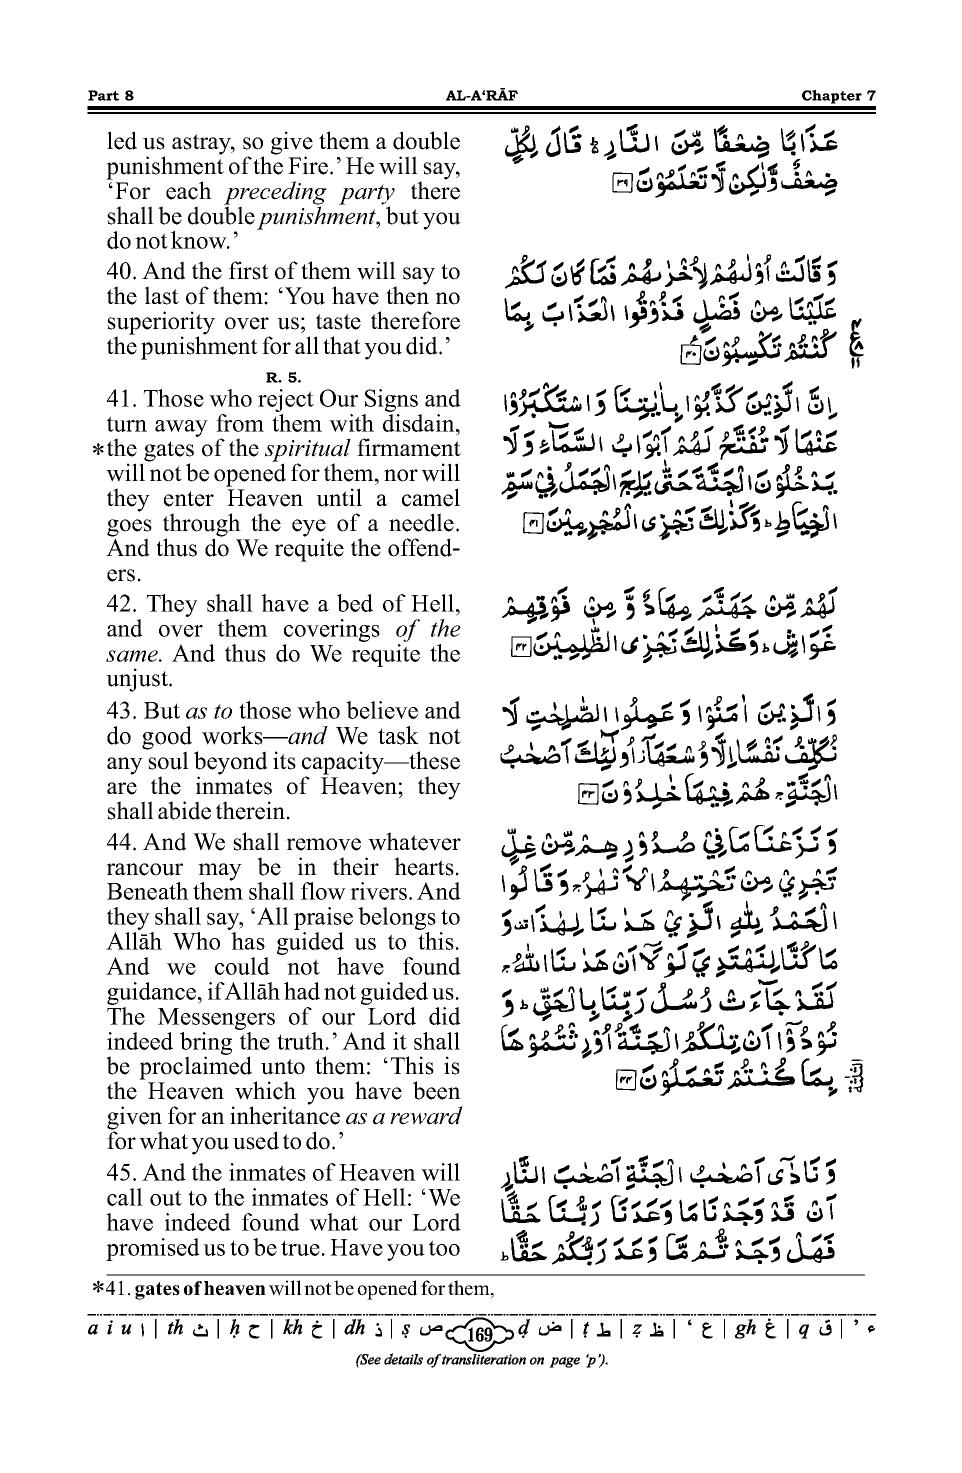 Part 8 AL-A‘RĀF Chapter 7
led us astray, so give them a double
punishment of the Fire.’ He will say,
‘For each preceding party there
shall be double punishment, but you
do not know.’
عَذَابًا ضِعْفًا مِّنَ النَّارِ ؕ قَالَ لِكُلٍّ
ضِعْفٌ وَّلٰكِنْ لَّا تَعْلَمُوْنَ ﴿۳۹﴾
40. And the first of them will say to
the last of them: ‘You have then no
superiority over us; taste therefore
the punishment for all that you did.’
وَ قَالَتْ اُوْلٰىهُمْ لِاُخْرٰىهُمْ فَمَا كَانَ لَكُمْ
عَلَيْنَا مِنْ فَضْلٍ فَذُوْقُوا الْعَذَابَ بِمَا
كُنْتُمْ تَكْسِبُوْنَ ﴿۴۰﴾
R. 5.
41. Those who reject Our Signs and
turn away from them with disdain,
*the gates of the spiritual firmament
will not be opened for them, nor will
they enter Heaven until a camel
goes through the eye of a needle.
And thus do We requite the offend-
ers.
اِنَّ الَّذِيْنَ كَذَّبُوْا بِاٰيٰتِنَا وَ اسْتَكْبَرُوْا
عَنْهَا لَا تُفَتَّحُ لَهُمْ اَبْوَابُ السَّمَآءِ وَ لَا
يَدْخُلُوْنَ الْجَنَّةَ حَتّٰى يَلِجَ الْجَمَلُ فِيْ سَمِّ
الْخِيَاطِ ؕ وَكَذٰلِكَ نَجْزِى الْمُجْرِمِيْنَ ﴿۴۱﴾
42. They shall have a bed of Hell,
and over them coverings of the
same. And thus do We requite the
unjust.
لَهُمْ مِّنْ جَهَنَّمَ مِهَادٌ وَّ مِنْ فَوْقِهِمْ
غَوَاشٍ ؕ وَكَذٰلِكَ نَجْزِى الظّٰلِمِيْنَ ﴿۴۲﴾
43. But as to those who believe and
do good works—and We task not
any soul beyond its capacity—these
are the inmates of Heaven; they
shall abide therein.
وَ الَّذِيْنَ اٰمَنُوْا وَ عَمِلُوا الصّٰلِحٰتِ لَا
نُكَلِّفُ نَفْسًا اِلَّا وُسْعَهَاۤ ز اُولٰٓئِكَ اَصْحٰبُ
الْجَنَّةِ ۚ هُمْ فِيْهَا خٰلِدُوْنَ ﴿۴۳﴾
44. And We shall remove whatever
rancour may be in their hearts.
Beneath them shall flow rivers. And
they shall say, ‘All praise belongs to
Allāh Who has guided us to this.
And we could not have found
guidance, if Allāh had not guided us.
The Messengers of our Lord did
indeed bring the truth.’ And it shall
be proclaimed unto them: ‘This is
the Heaven which you have been
given for an inheritance as a reward
for what you used to do.’
وَ نَزَعْنَا مَا فِيْ صُدُوْرِهِمْ مِّنْ غِلٍّ
تَجْرِيْ مِنْ تَحْتِهِمُ الْاَنْهٰرُ ۚ وَ قَالُوا
الْحَمْدُ لِلّٰهِ الَّذِيْ هَدٰىنَا لِهٰذَا ۟ وَ
مَا كُنَّا لِنَهْتَدِيَ لَوْ لَاۤ اَنْ هَدٰىنَا اللّٰهُ ۚ
لَقَدْ جَآءَتْ رُسُلُ رَبِّنَا بِالْحَقِّ ؕ وَ
نُوْدُوْۤا اَنْ تِلْكُمُ الْجَنَّةُ اُوْرِثْتُمُوْهَا
بِمَا كُنْتُمْ تَعْمَلُوْنَ ﴿۴۴﴾
45. And the inmates of Heaven will
call out to the inmates of Hell: ‘We
have indeed found what our Lord
promised us to be true. Have you too
وَ نَادٰۤى اَصْحٰبُ الْجَنَّةِ اَصْحٰبَ النَّارِ
اَنْ قَدْ وَجَدْنَا مَا وَعَدَنَا رَبُّنَا حَقًّا
فَهَلْ وَجَدْتُّمْ مَّا وَعَدَ رَبُّكُمْ حَقًّا ؕ
*41. gates of heaven will not be opened for them,
a i u ا | th ث | ḥ ح | kh خ | dh ذ | ṣ ص 169 ḍ ض | ṭ ط | ẓ ظ | ‘ ع | gh غ | q ق | ’ ء
(See details of transliteration on page ‘p’).